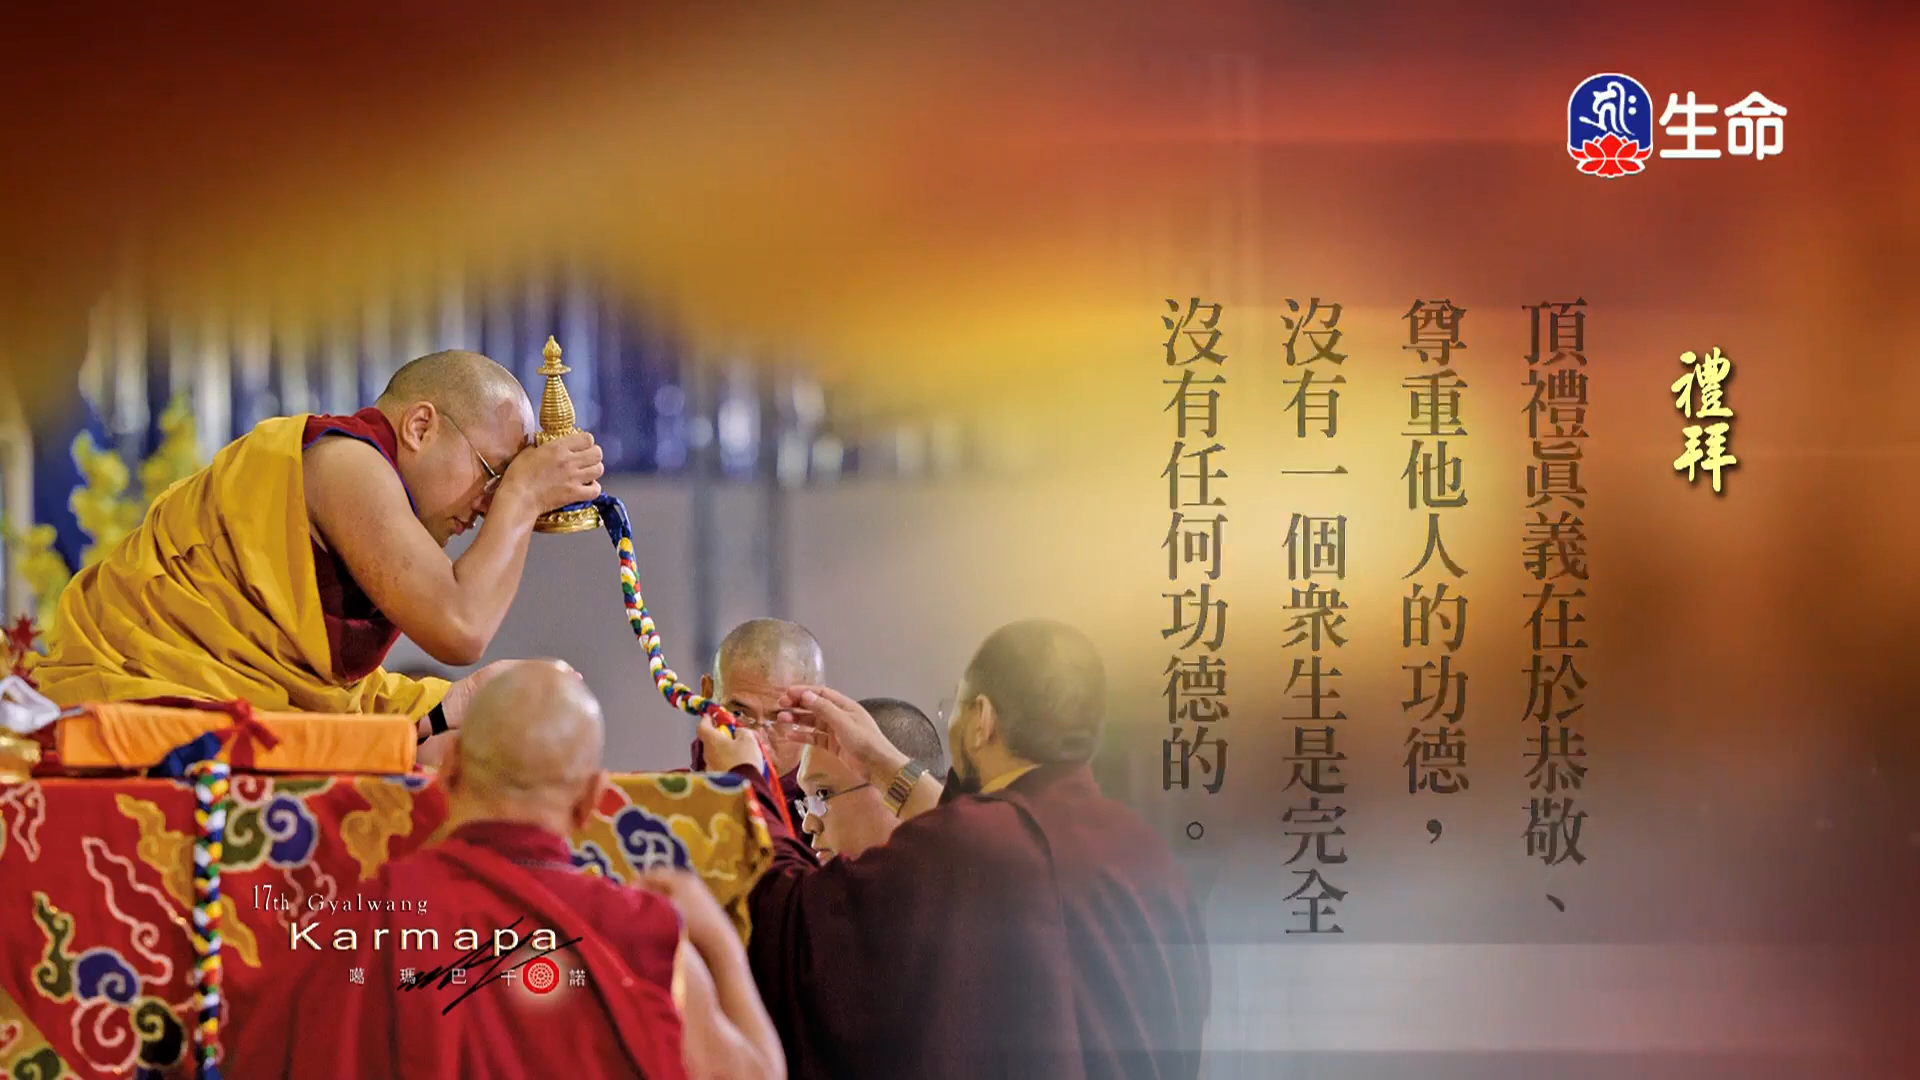 生命
禮拜
頂禮真義在於恭敬、
尊重他人的功德，
沒有一個衆生是完全
沒有任何功德的。
17th Gyalwang
Karmapa
噶瑪巴千諾